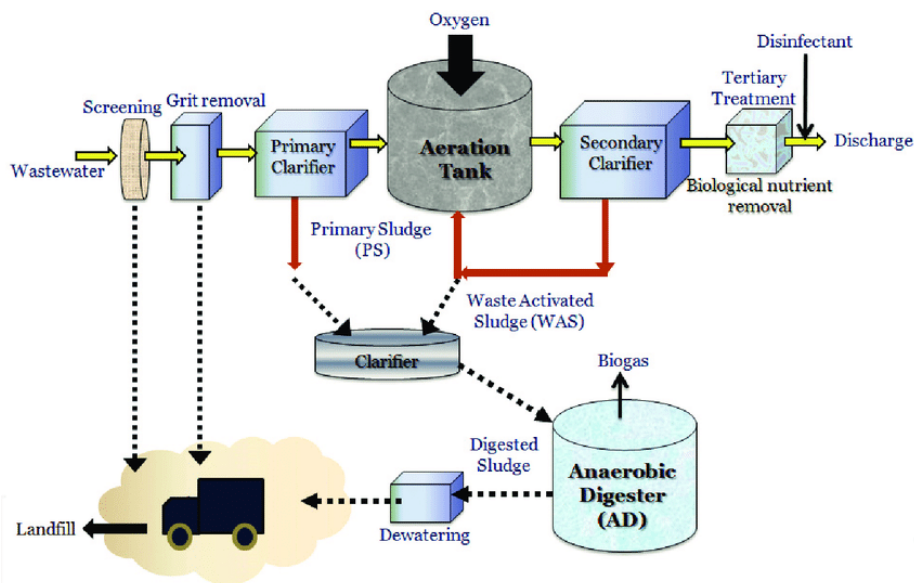 Oxygen
Disinfectant
Screening
Grit removal
Tertiary
Treatment
Wastewater
Primary
Clarifier
Aeration
Tank
Secondary
Clarifier
Discharge
Biological nutrient
removal
Primary Sludge
(PS)
Waste Activated
Sludge (WAS)
Clarifier
Biogas
Digested
Sludge
Anaerobic
Digester
(AD)
Dewatering
Landfill